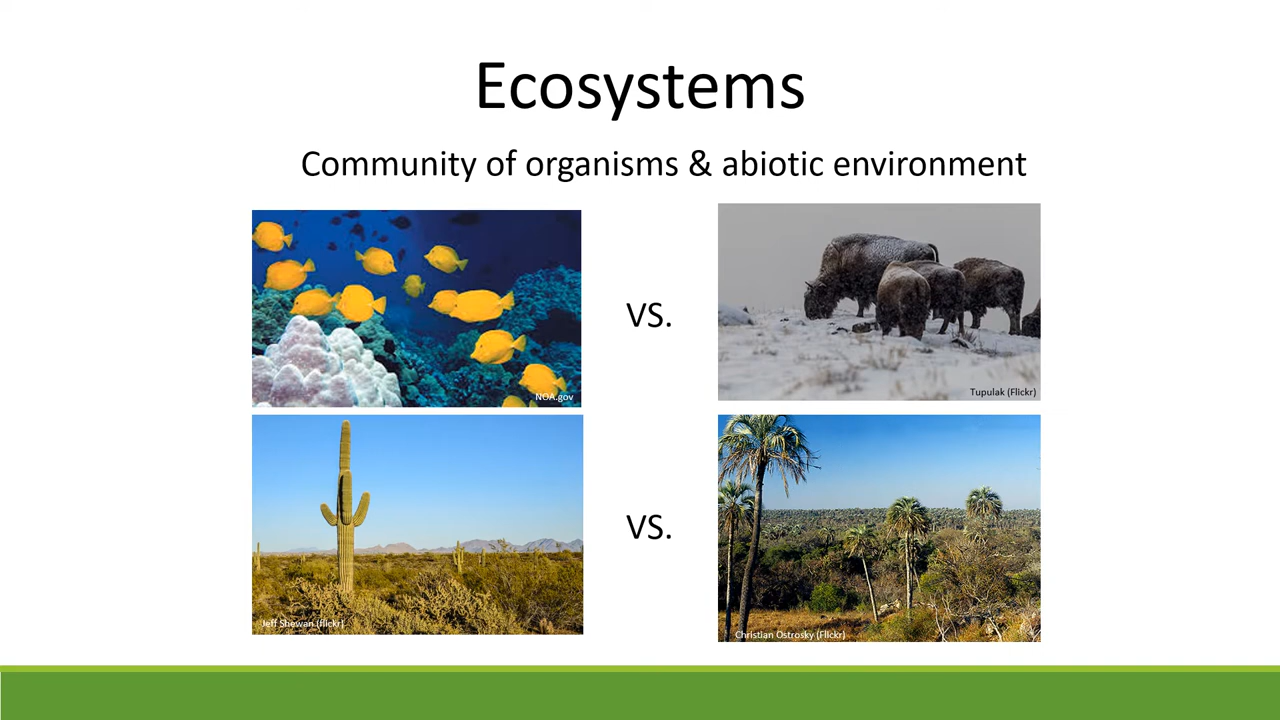 Ecosystems
Community of organisms & abiotic environment
NOA.gov
VS.
Tupulak (Flickr)
Jeff Shewan (flickr)
VS.
Christian Ostrosky (Flickr)